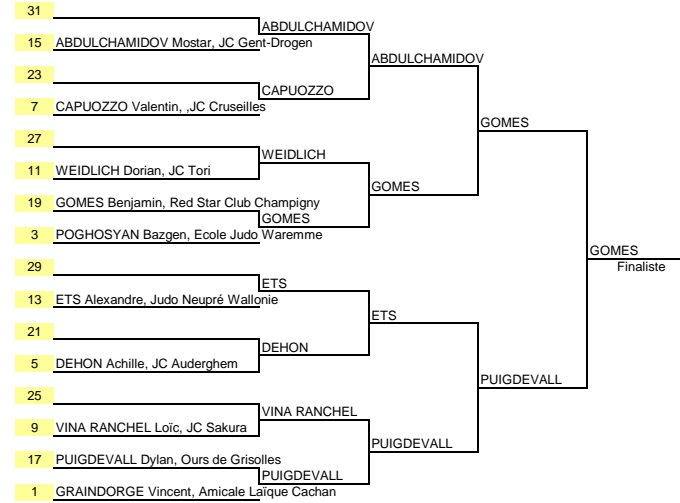 31
ABDULCHAMIDOV
15 ABDULCHAMIDOV Mostar, JC Gent-Drogen
ABDULCHAMIDOV
23
CAPUOZZO
7 CAPUOZZO Valentin, ,JC Cruseilles
GOMES
27
WEIDLICH
11 WEIDLICH Dorian, JC Tori
GOMES
19 GOMES Benjamin, Red Star Club Champigny
GOMES
3 POGHOSYAN Bazgen, Ecole Judo Waremme
GOMES
Finaliste
29
ETS
13 ETS Alexandre, Judo Neupré Wallonie
ETS
21
DEHON
5 DEHON Achille, JC Auderghem
PUIGDEVALL
25
VINA RANCHEL
9 VINA RANCHEL Loïc, JC Sakura
PUIGDEVALL
17 PUIGDEVALL Dylan, Ours de Grisolles
PUIGDEVALL
1 GRAINDORGE Vincent, Amicale Laïque Cachan